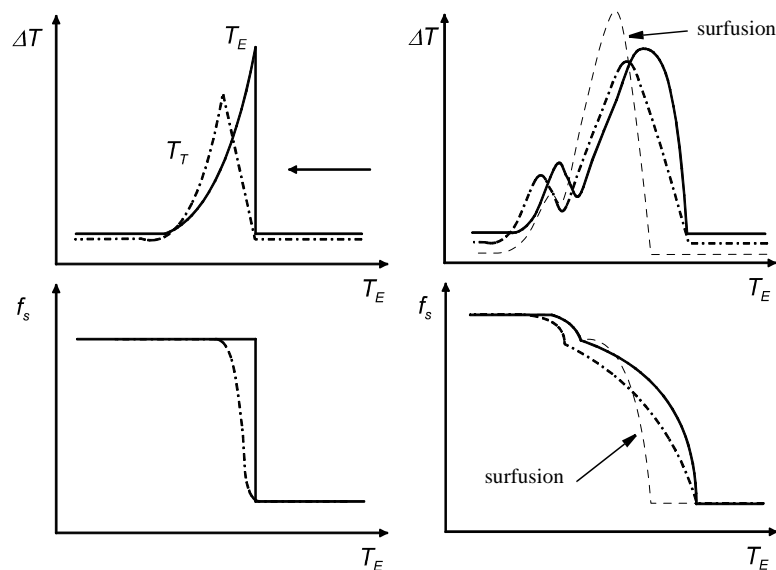 ΔT
T_E
T_T
T_E
ΔT
surfusion
T_E
f_s
T_E
f_s
surfusion
T_E